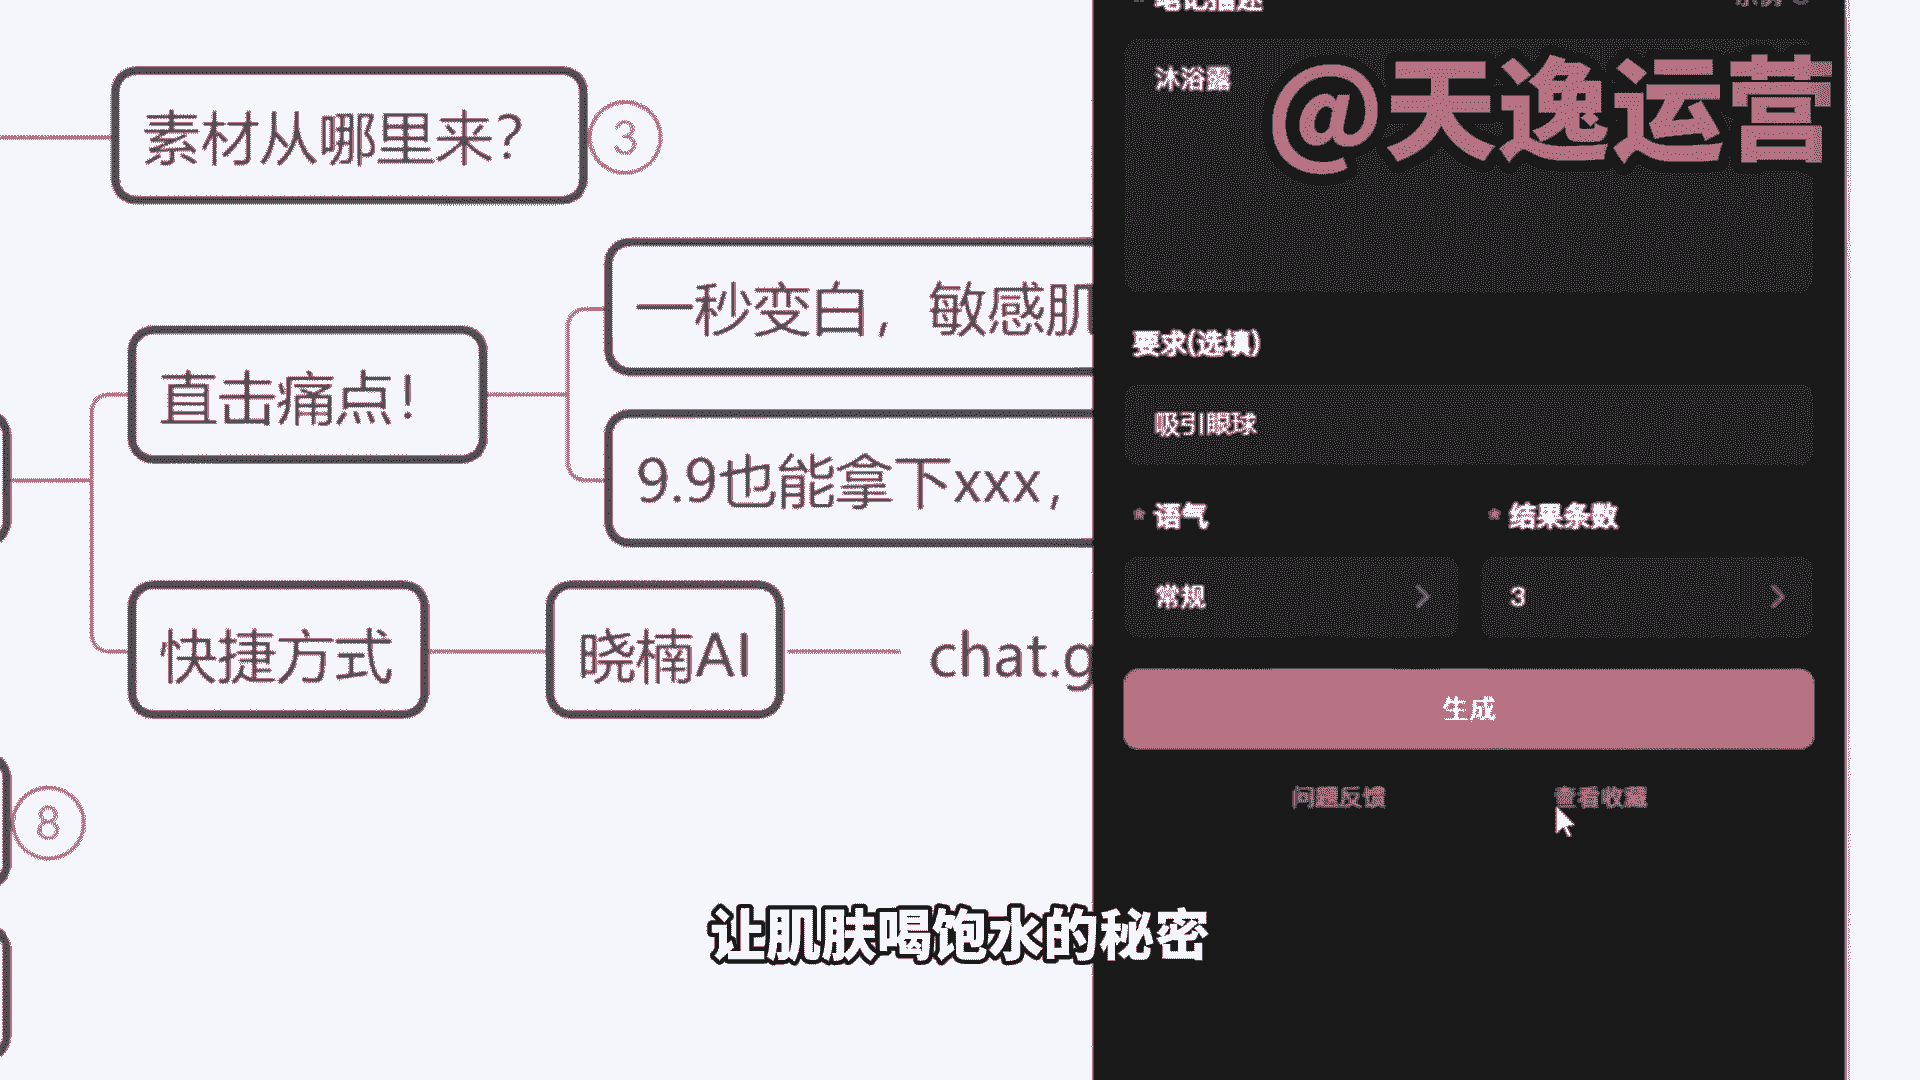 素材从哪里来？
3
一秒变白，敏感肌
直击痛点！
9.9也能拿下xxx，
快捷方式
晓楠AI
chat.g
8
笔记描述
沐浴露
@天逸运营
要求(选填)
吸引眼球
* 语气
* 结果条数
常规
3
生成
问题反馈
查看收藏
让肌肤喝饱水的秘密